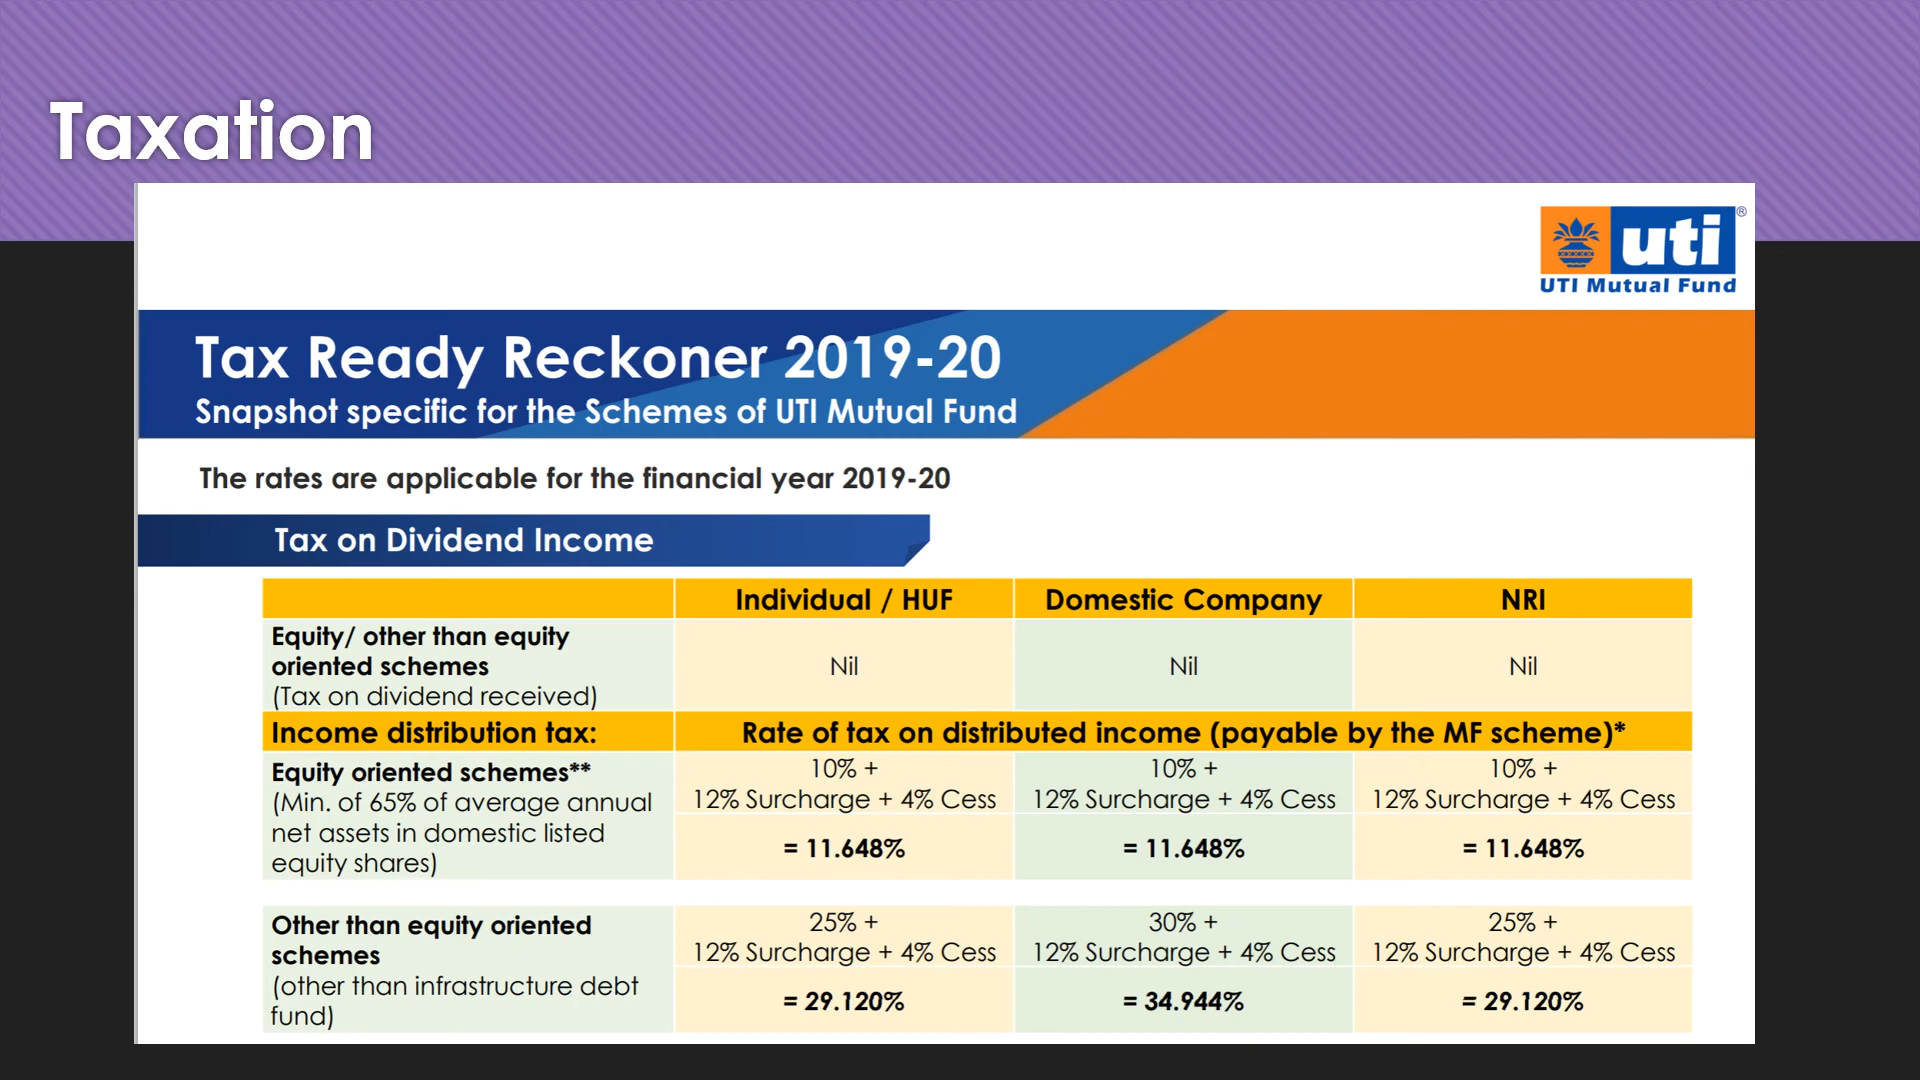 Taxation
uti®
UTI Mutual Fund
Tax Ready Reckoner 2019-20
Snapshot specific for the Schemes of UTI Mutual Fund
The rates are applicable for the financial year 2019-20
Tax on Dividend Income
Individual / HUF Domestic Company NRI
Equity/ other than equity
oriented schemes
(Tax on dividend received)
Nil Nil Nil
Income distribution tax: Rate of tax on distributed income (payable by the MF scheme)*
Equity oriented schemes**
(Min. of 65% of average annual
net assets in domestic listed
equity shares)
10% + 10% + 10% +
12% Surcharge + 4% Cess 12% Surcharge + 4% Cess 12% Surcharge + 4% Cess
= 11.648% = 11.648% = 11.648%
Other than equity oriented
schemes
(other than infrastructure debt
fund)
25% + 30% + 25% +
12% Surcharge + 4% Cess 12% Surcharge + 4% Cess 12% Surcharge + 4% Cess
= 29.120% = 34.944% = 29.120%